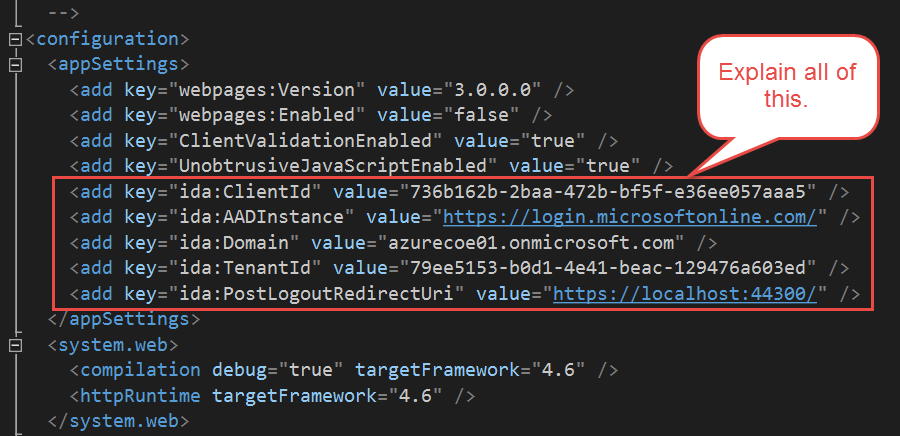 -->
<configuration>
<appSettings>
<add key="webpages:Version" value="3.0.0.0" />
<add key="webpages:Enabled" value="false" />
<add key="ClientValidationEnabled" value="true" />
<add key="UnobtrusiveJavaScriptEnabled" value="true" />
<add key="ida:ClientId" value="736b162b-2baa-472b-bf5f-e36ee057aaa5" />
<add key="ida:AADInstance" value="https://login.microsoftonline.com/" />
<add key="ida:Domain" value="azurecoe01.onmicrosoft.com" />
<add key="ida:TenantId" value="79ee5153-b0d1-4e41-beac-129476a603ed" />
<add key="ida:PostLogoutRedirectUri" value="https://localhost:44300/" />
</appSettings>
<system.web>
<compilation debug="true" targetFramework="4.6" />
<httpRuntime targetFramework="4.6" />
</system.web>
Explain all of
this.